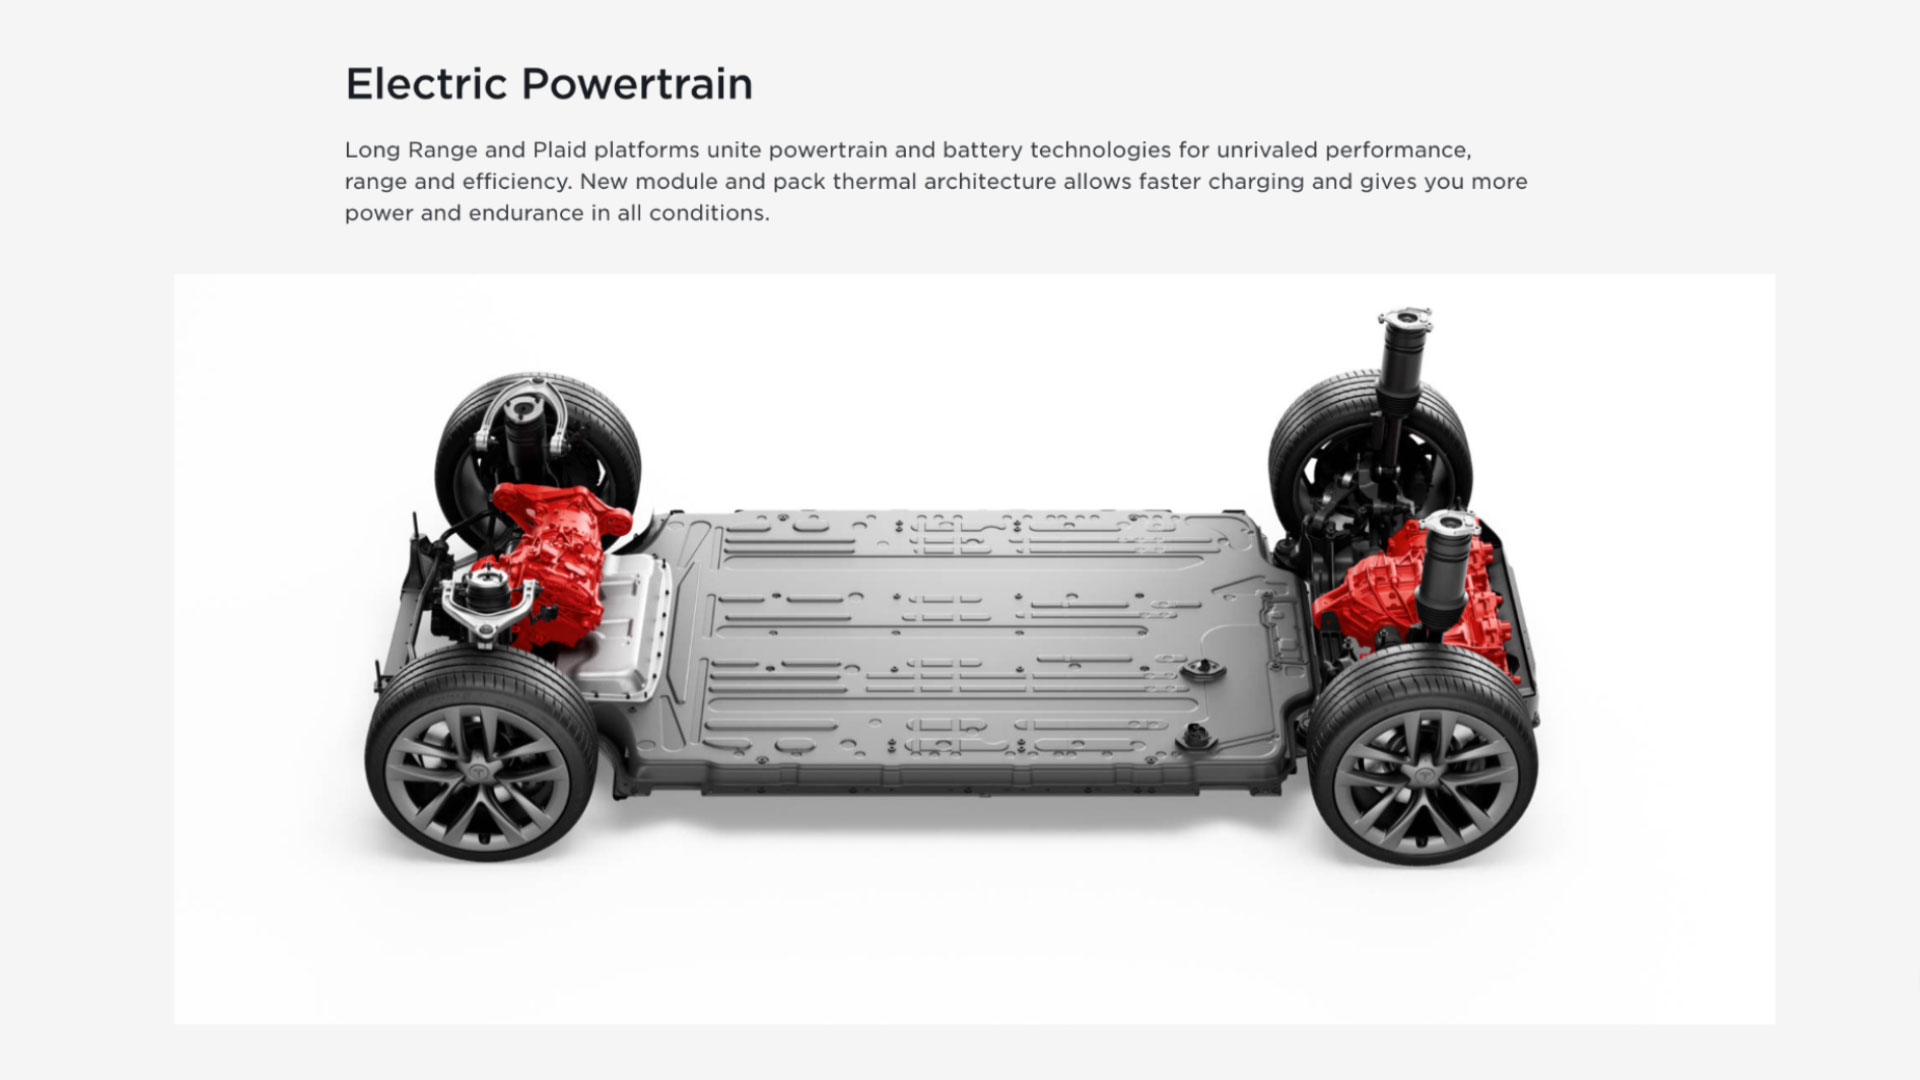 Electric Powertrain
Long Range and Plaid platforms unite powertrain and battery technologies for unrivaled performance,
range and efficiency. New module and pack thermal architecture allows faster charging and gives you more
power and endurance in all conditions.